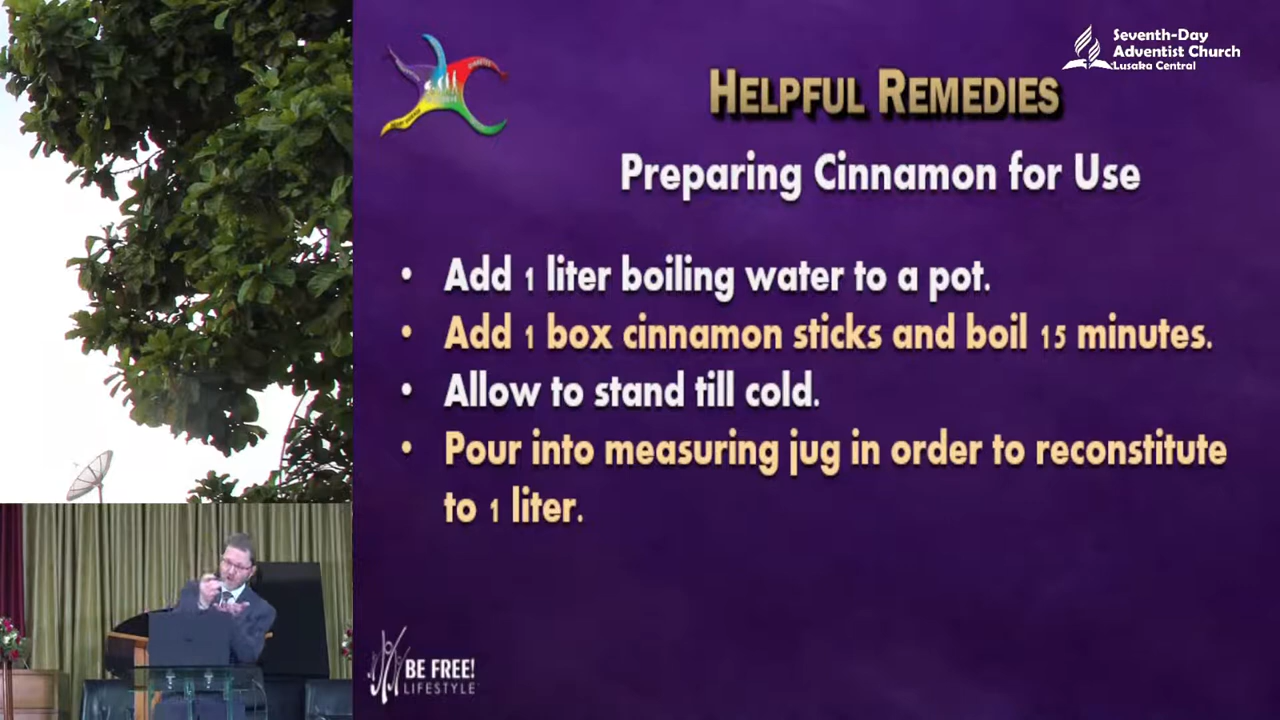 Seventh-Day
Adventist Church
Lusaka Central
HELPFUL REMEDIES
Preparing Cinnamon for Use
• Add 1 liter boiling water to a pot.
• Add 1 box cinnamon sticks and boil 15 minutes.
• Allow to stand till cold.
• Pour into measuring jug in order to reconstitute
to 1 liter.
BE FREE!
LIFESTYLE